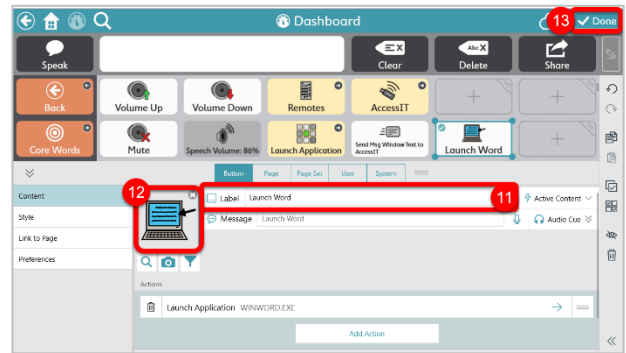 Dashboard
13
Done
Speak
Clear
Abc X
Delete
Share
Back
Volume Up
Volume Down
Remotes
AccessIT
Core Words
Mute
Speech Volume: 86%
Launch Application
Send Msg Window Text to
AccessIT
Launch Word
Button
Page
Page Set
User
System
Content
12
Label
Launch Word
11
Active Content
Style
Message
Launch Word
Audio Cue
Link to Page
Preferences
Actions
Launch Application WINWORD.EXE
Add Action